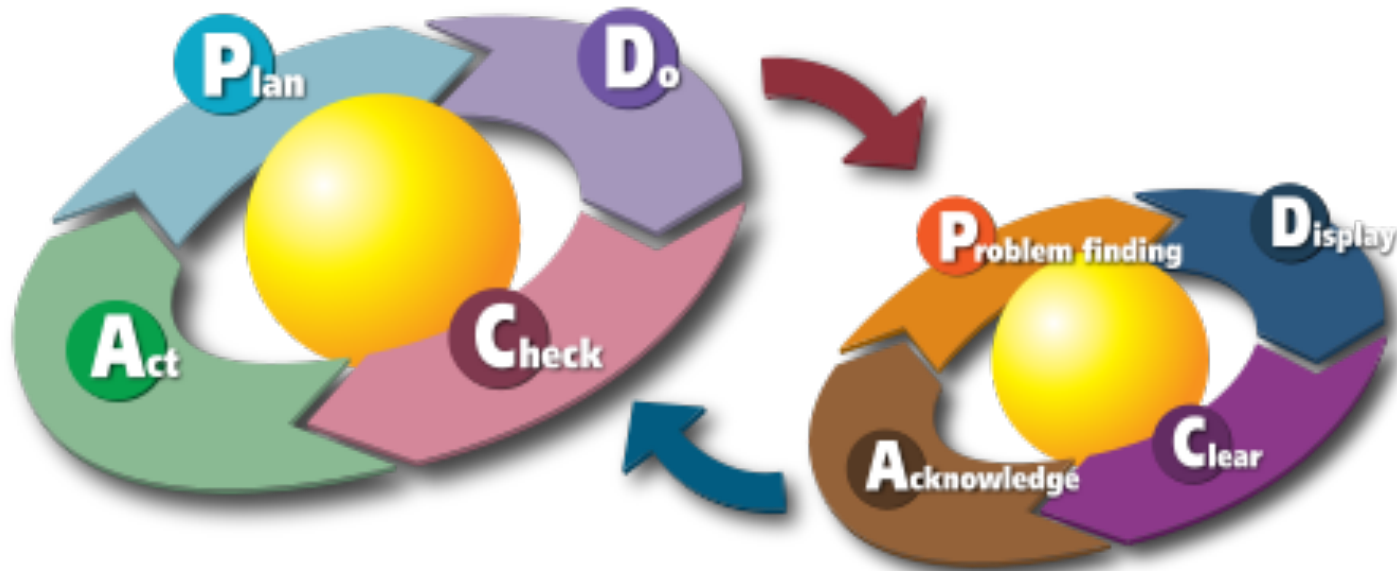 Plan
Do
Check
Act
Problem finding
Display
Clear
Acknowledge